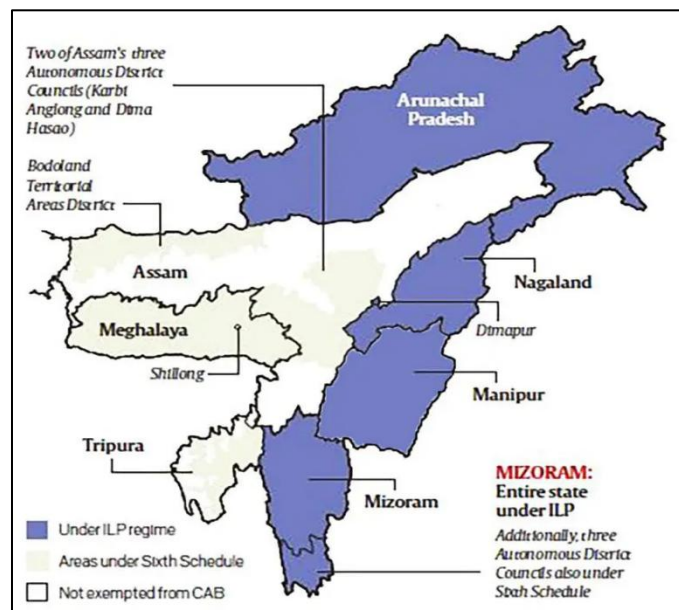 Two of Assam's three
Autonomous District
Councils (Karbi
Anglong and Dima
Hasao)
Arunachal
Pradesh
Bodoland
Territorial
Areas District
Assam
Nagaland
Meghalaya
Dimapur
Shillong
Manipur
Tripura
Mizoram
MIZORAM:
Entire state
under ILP
Additionally, three
Autonomous District
Councils also under
Sixth Schedule
Under ILP regime
Areas under Sixth Schedule
Not exempted from CAB